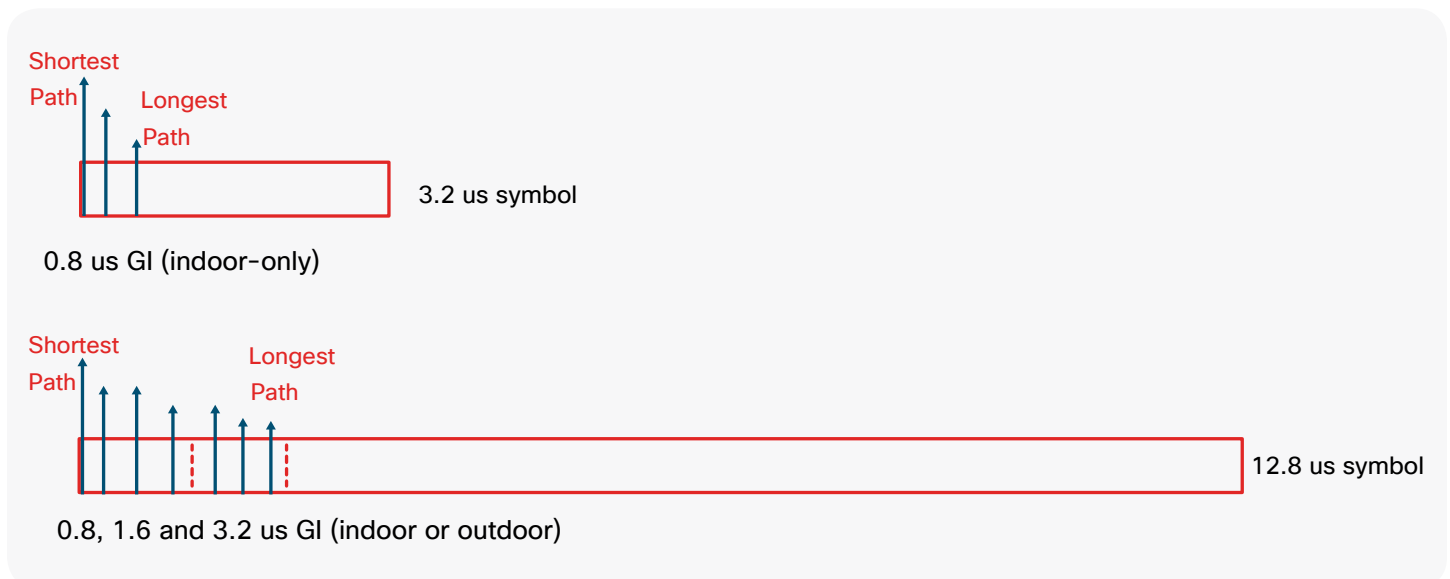 Shortest
Path
Longest
Path
3.2 us symbol
0.8 us GI (indoor-only)
Shortest
Path
Longest
Path
12.8 us symbol
0.8, 1.6 and 3.2 us GI (indoor or outdoor)